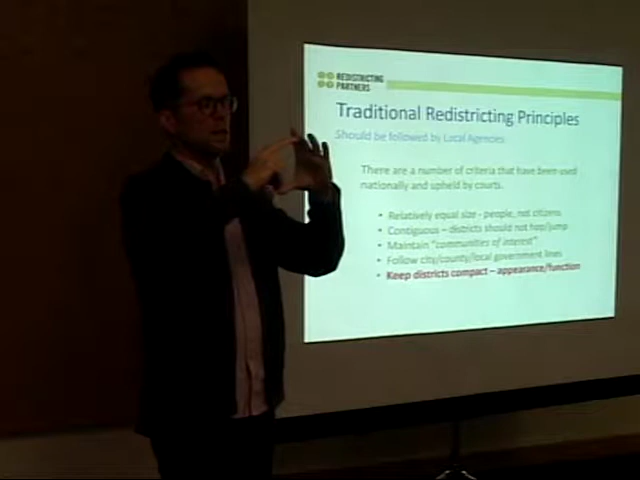 REDISTRICTING
PARTNERS
Traditional Redistricting Principles
Should be followed by Local Agencies
There are a number of criteria that have been used
nationally and upheld by courts.
• Relatively equal size - people, not citizens
• Contiguous – districts should not hop/jump
• Maintain "communities of interest"
• Follow city/county/local government lines
• Keep districts compact – appearance/function